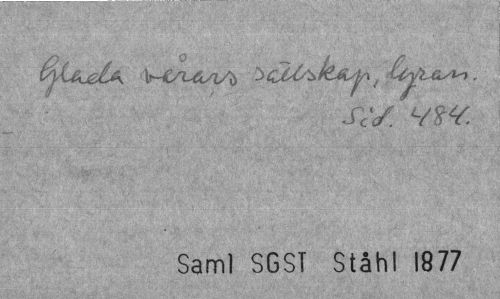 Glada vårars sällskap, lyran.
Sid. 484.
Saml SGST Ståhl 1877